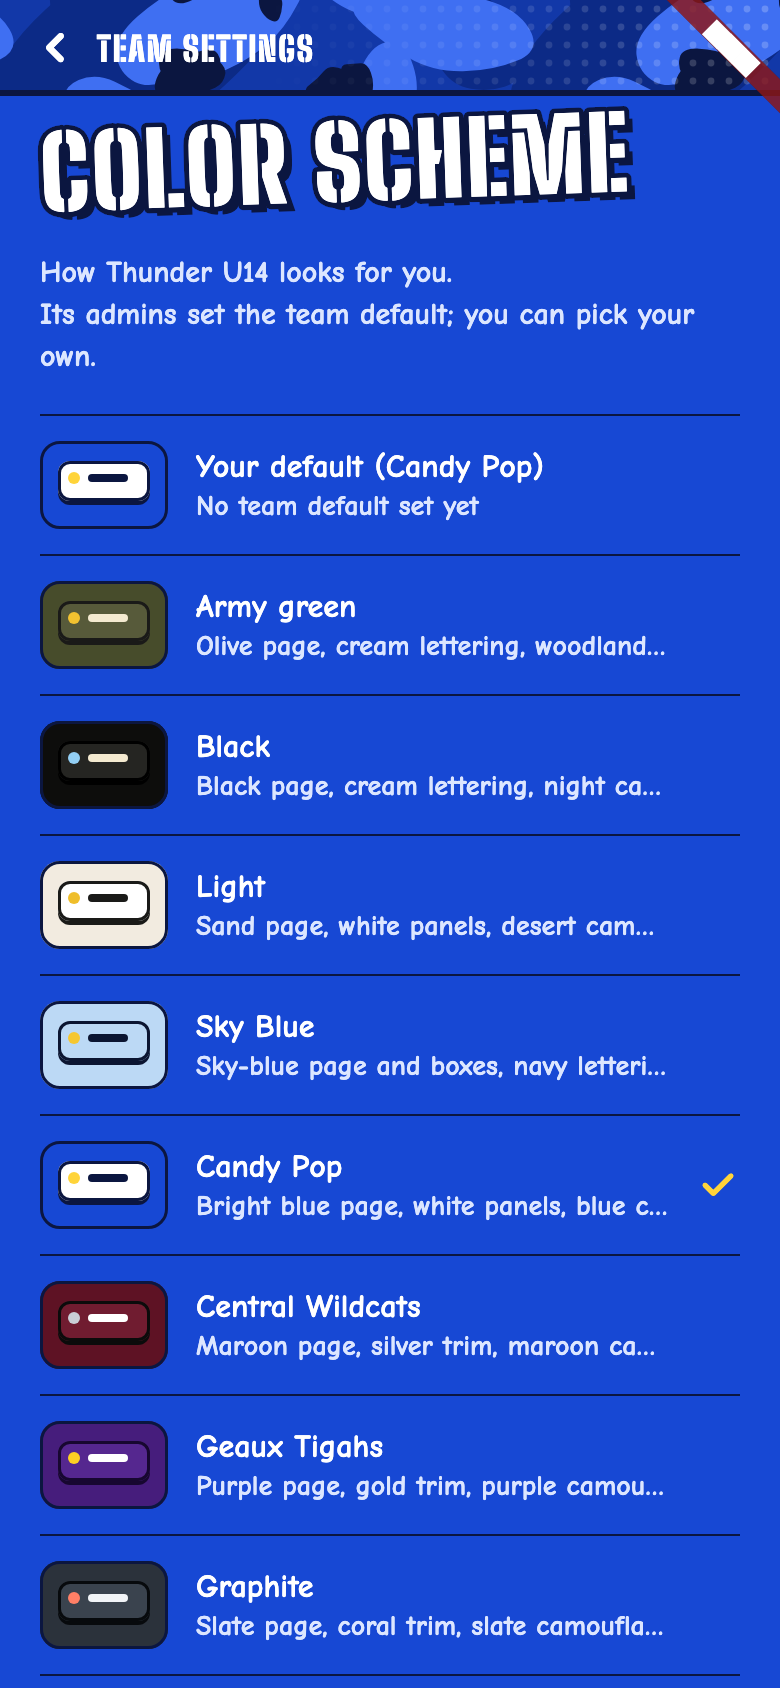 TEAM SETTINGS
COLOR SCHEME
How Thunder U14 looks for you.
Its admins set the team default; you can pick your
own.
Your default (Candy Pop)
No team default set yet
Army green
Olive page, cream lettering, woodland...
Black
Black page, cream lettering, night ca...
Light
Sand page, white panels, desert cam...
Sky Blue
Sky-blue page and boxes, navy letteri...
Candy Pop
Bright blue page, white panels, blue c...
Central Wildcats
Maroon page, silver trim, maroon ca...
Geaux Tigahs
Purple page, gold trim, purple camou...
Graphite
Slate page, coral trim, slate camoufla...